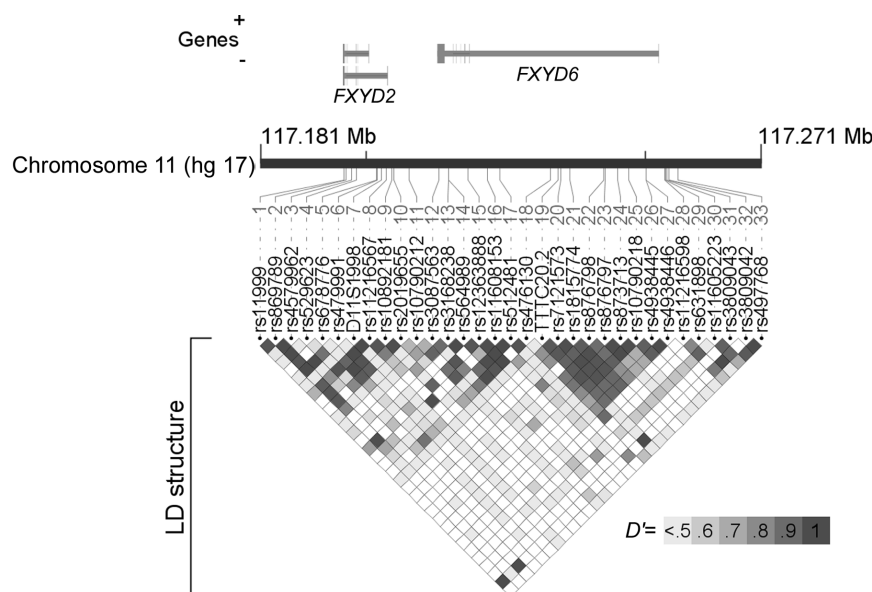 +
Genes
-
FXYD6
FXYD2
117.181 Mb
117.271 Mb
Chromosome 11 (hg 17)
1 2 3 4 5 6 7 8 9 10 11 12 13 14 15 16 17 18 19 20 21 22 23 24 25 26 27 28 29 30 31 32 33
rs11999
rs869789
rs4579962
rs529623
rs678776
rs4799991
D11S1998
rs11216567
rs10892181
rs2019655
rs10790212
rs3087563
rs3168238
rs564989
rs12363888
rs11608153
rs512481
rs476130
TTTC20.2
rs7121573
rs1815774
rs876798
rs876797
rs873713
rs10790218
rs4938445
rs4938446
rs11216598
rs631898
rs11605223
rs3809043
rs3809042
rs497768
LD structure
D'= <.5 .6 .7 .8 .9 1